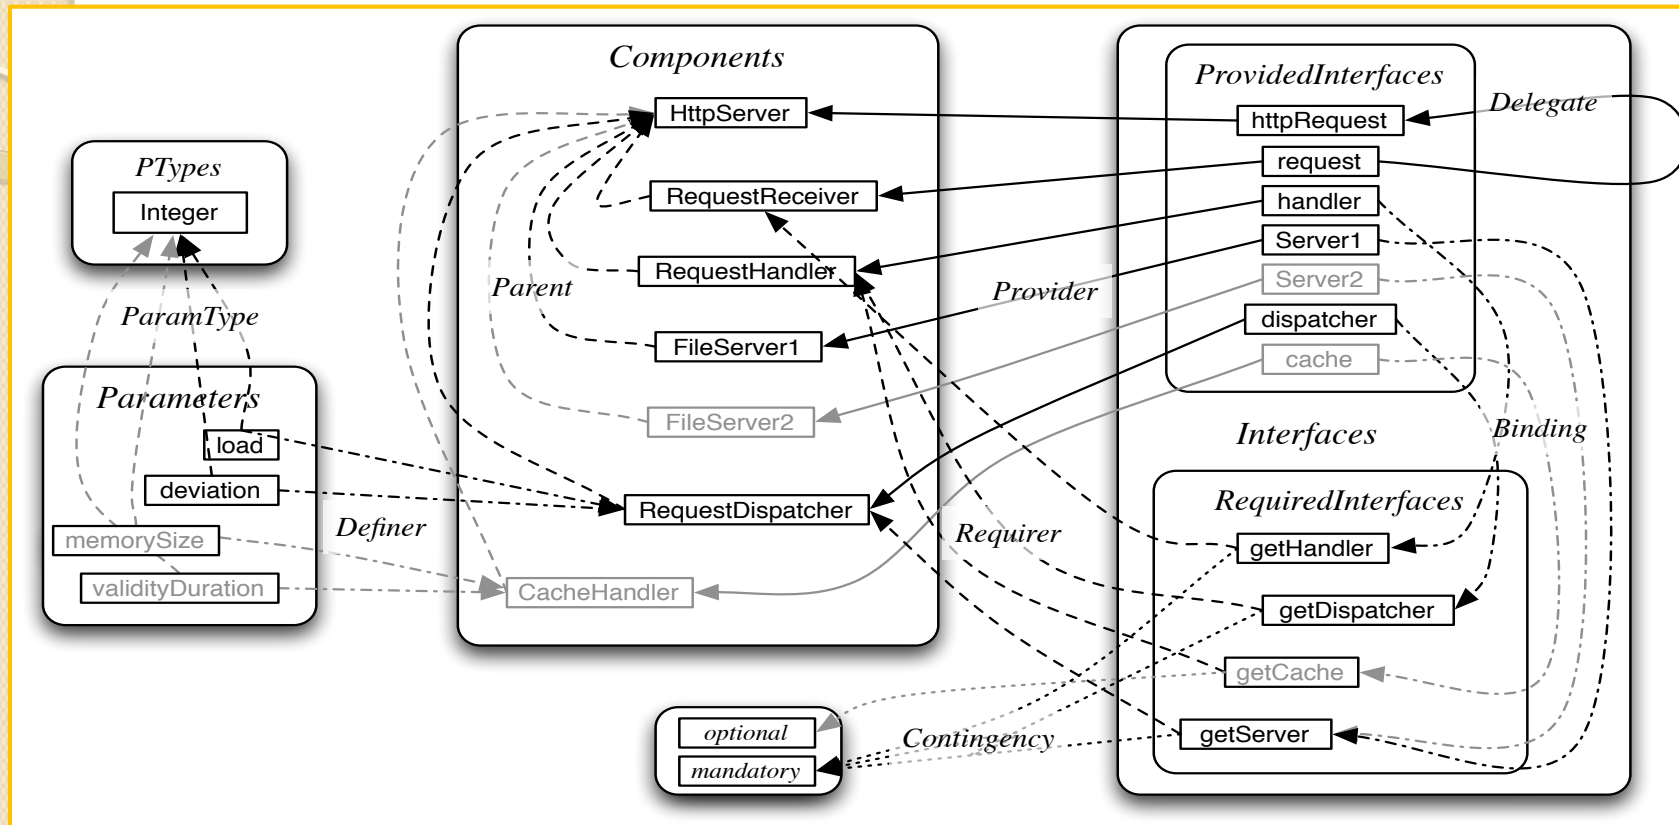 Components
HttpServer
RequestReceiver
RequestHandler
Parent
FileServer1
FileServer2
RequestDispatcher
CacheHandler
PTypes
Integer
ParamType
Parameters
load
deviation
memorySize
validityDuration
Definer
ProvidedInterfaces
httpRequest
request
handler
Server1
Server2
dispatcher
cache
Delegate
Provider
Interfaces
Binding
RequiredInterfaces
getHandler
getDispatcher
getCache
getServer
Requirer
optional
mandatory
Contingency